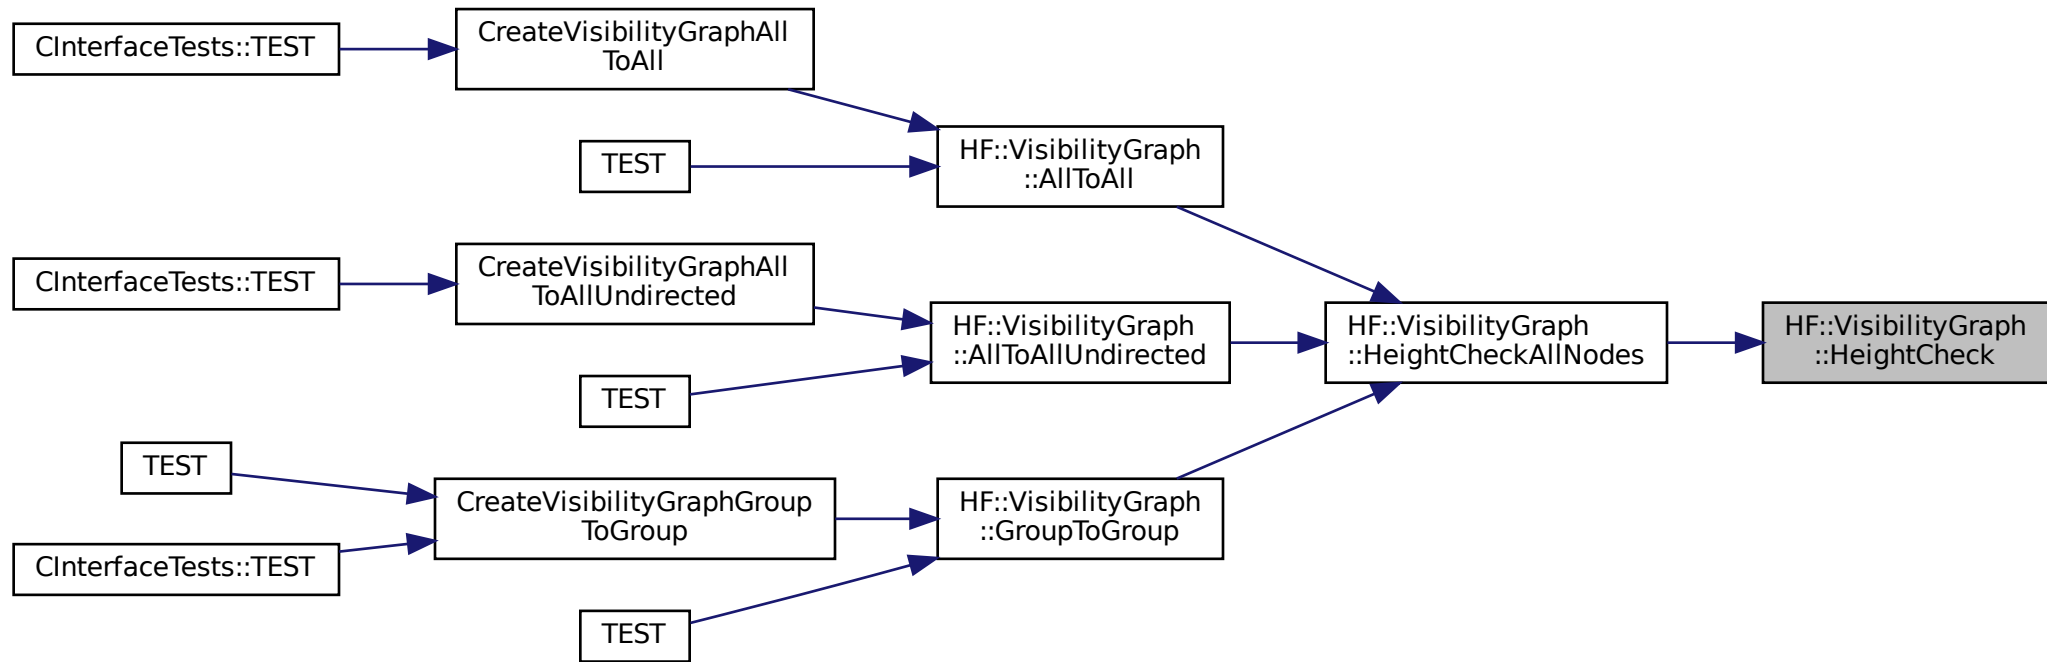 CInterfaceTests::TEST
CreateVisibilityGraphAll
ToAll
TEST
HF::VisibilityGraph
::AllToAll
CInterfaceTests::TEST
CreateVisibilityGraphAll
ToAllUndirected
TEST
HF::VisibilityGraph
::AllToAllUndirected
HF::VisibilityGraph
::HeightCheckAllNodes
HF::VisibilityGraph
::HeightCheck
TEST
CInterfaceTests::TEST
CreateVisibilityGraphGroup
ToGroup
HF::VisibilityGraph
::GroupToGroup
TEST